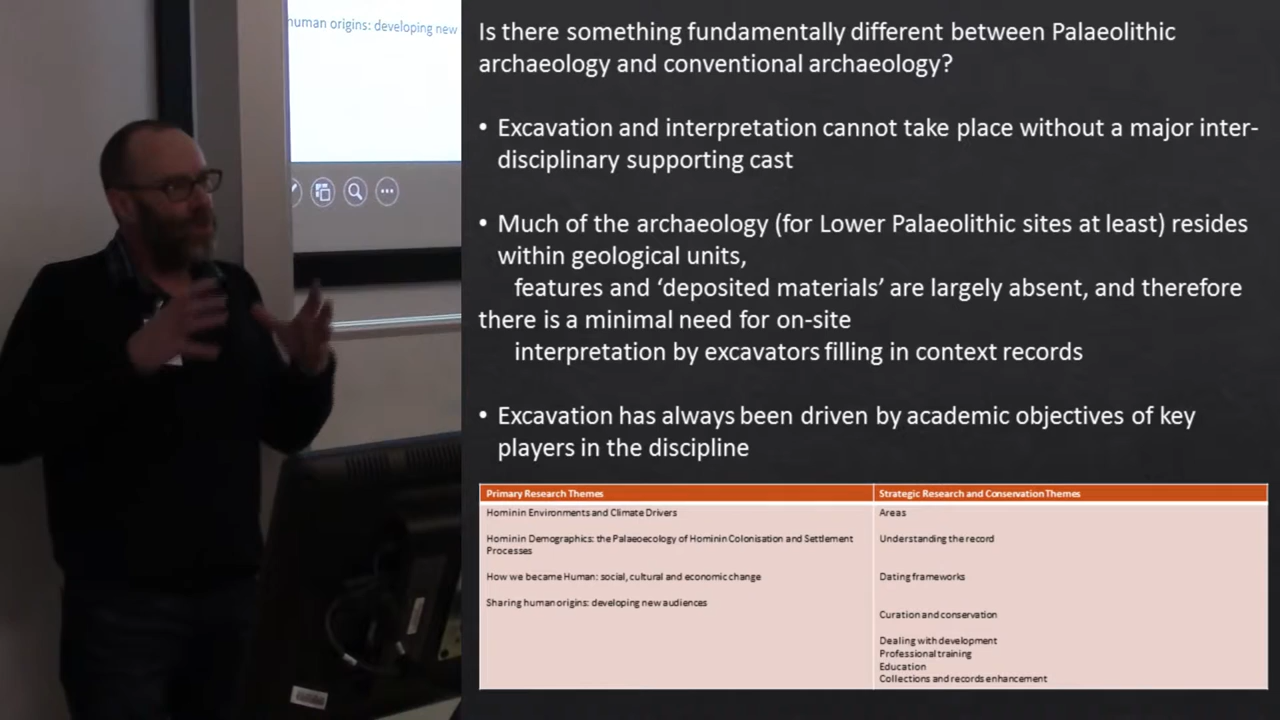 human origins: developing new
Is there something fundamentally different between Palaeolithic
archaeology and conventional archaeology?
• Excavation and interpretation cannot take place without a major inter-
disciplinary supporting cast
• Much of the archaeology (for Lower Palaeolithic sites at least) resides
within geological units,
features and ‘deposited materials’ are largely absent, and therefore
there is a minimal need for on-site
interpretation by excavators filling in context records
• Excavation has always been driven by academic objectives of key
players in the discipline
Primary Research Themes
Hominin Environments and Climate Drivers
Hominin Demographics: the Palaeoecology of Hominin Colonisation and Settlement
Processes
How we became Human: social, cultural and economic change
Sharing human origins: developing new audiences
Strategic Research and Conservation Themes
Areas
Understanding the record
Dating frameworks
Curation and conservation
Dealing with development
Professional training
Education
Collections and records enhancement